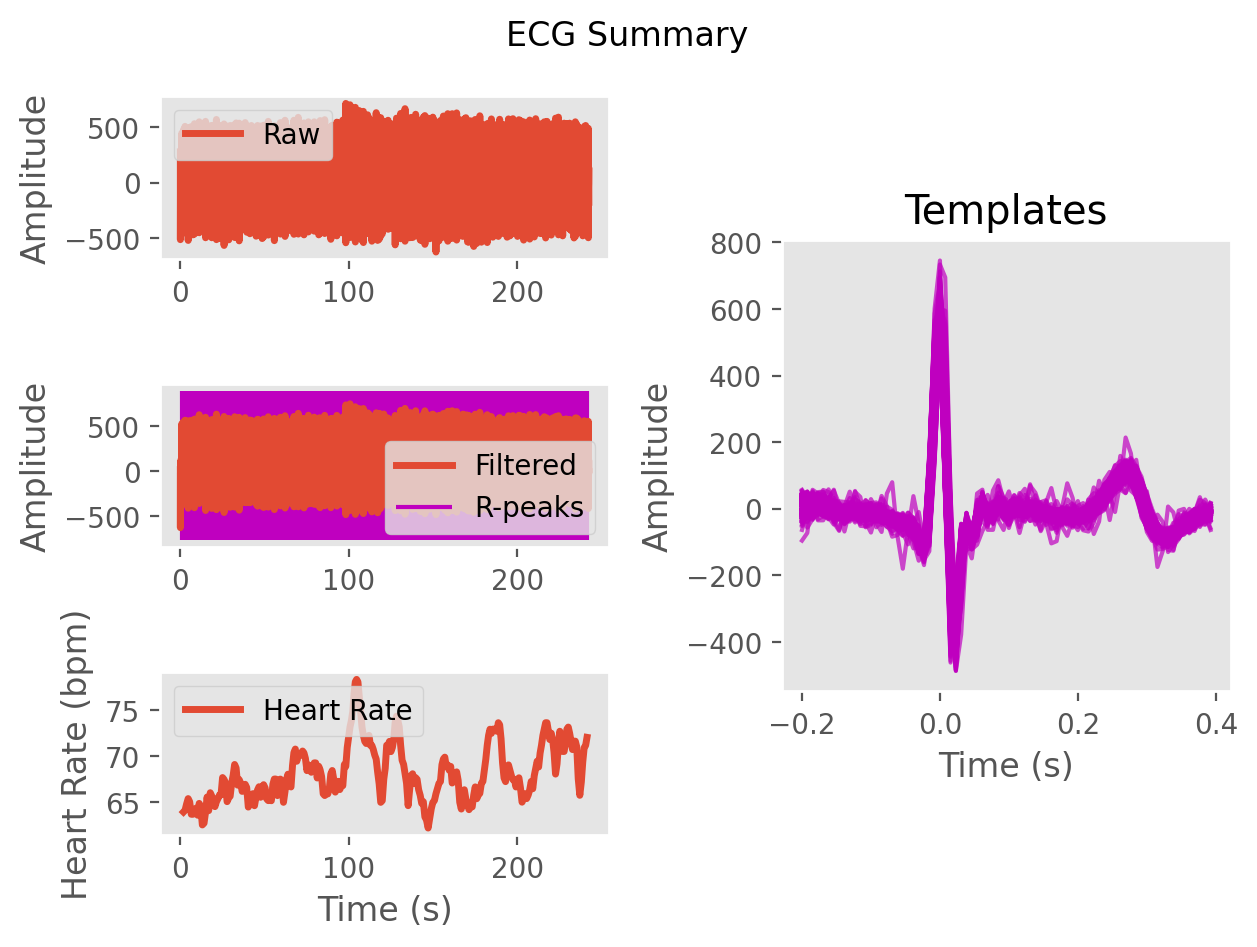 ECG Summary
Amplitude
500
0
−500
Raw
0
100
200
Amplitude
500
0
−500
Filtered
R-peaks
0
100
200
Heart Rate (bpm)
75
70
65
Heart Rate
0
100
200
Time (s)
Templates
Amplitude
800
600
400
200
0
−200
−400
−0.2
0.0
0.2
0.4
Time (s)